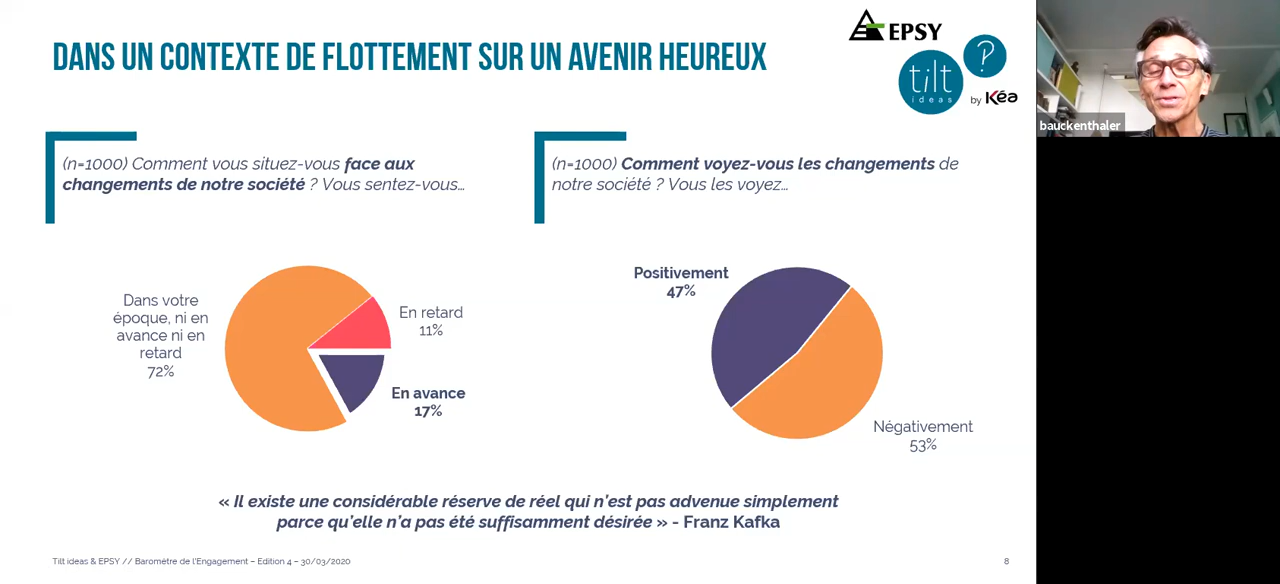 DANS UN CONTEXTE DE FLOTTEMENT SUR UN AVENIR HEUREUX
EPSY
tilt
ideas
?
by Kéa
bauckenthaler
(n=1000) Comment vous situez-vous face aux
changements de notre société ? Vous sentez-vous...
(n=1000) Comment voyez-vous les changements de
notre société ? Vous les voyez...
Dans votre
époque, ni en
avance ni en
retard
72%
En retard
11%
En avance
17%
Positivement
47%
Négativement
53%
« Il existe une considérable réserve de réel qui n'est pas advenue simplement
parce qu'elle n'a pas été suffisamment désirée » - Franz Kafka
Tilt ideas & EPSY // Baromètre de l'Engagement – Edition 4 – 30/03/2020
8